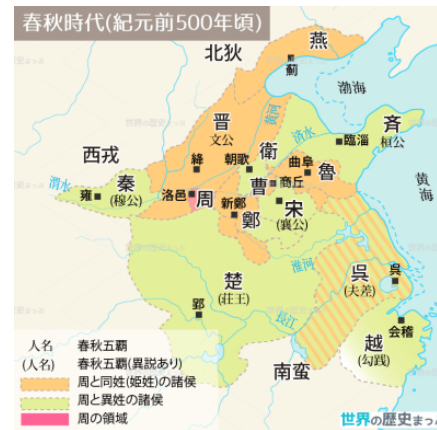 春秋時代(紀元前500年頃)
燕
北狄
薊
渤海
晋
文公
黄河
済水
斉
桓公
臨淄
衛
西戎
絳
朝歌
曲阜
魯
黄海
渭水
秦
(穆公)
雍
曹
商丘
洛邑
周
新鄭
鄭
宋
(襄公)
淮河
呉
(夫差)
呉
楚
(荘王)
郢
長江
会稽
越
(勾践)
南蛮
人名 春秋五覇
(人名) 春秋五覇(異説あり)
周と同姓(姫姓)の諸侯
周と異姓の諸侯
周の領域
世界の歴史まっぷ